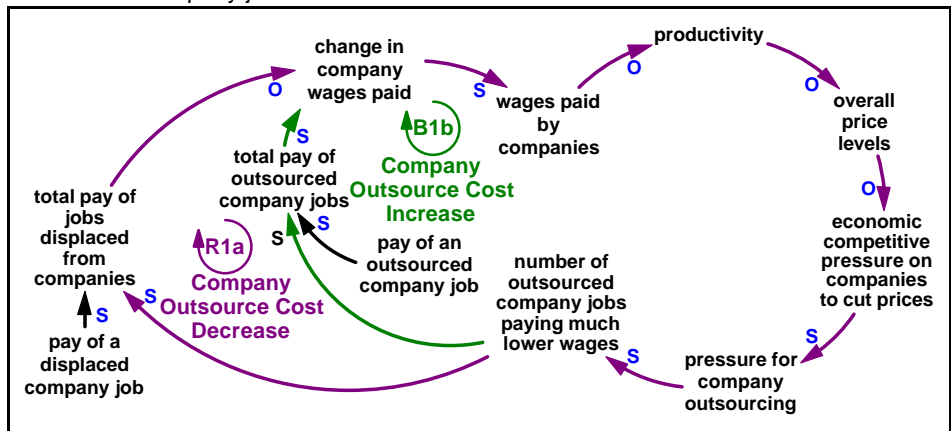 change in
company
wages paid
O
S
wages paid
by
companies
O
productivity
O
overall
price
levels
O
economic
competitive
pressure on
companies
to cut prices
S
pressure for
company
outsourcing
S
number of
outsourced
company jobs
paying much
lower wages
S
total pay of
outsourced
company jobs
S
S
pay of an
outsourced
company job
B1b
Company
Outsource Cost
Increase
R1a
Company
Outsource Cost
Decrease
total pay of
jobs
displaced
from
companies
S
S
pay of a
displaced
company job